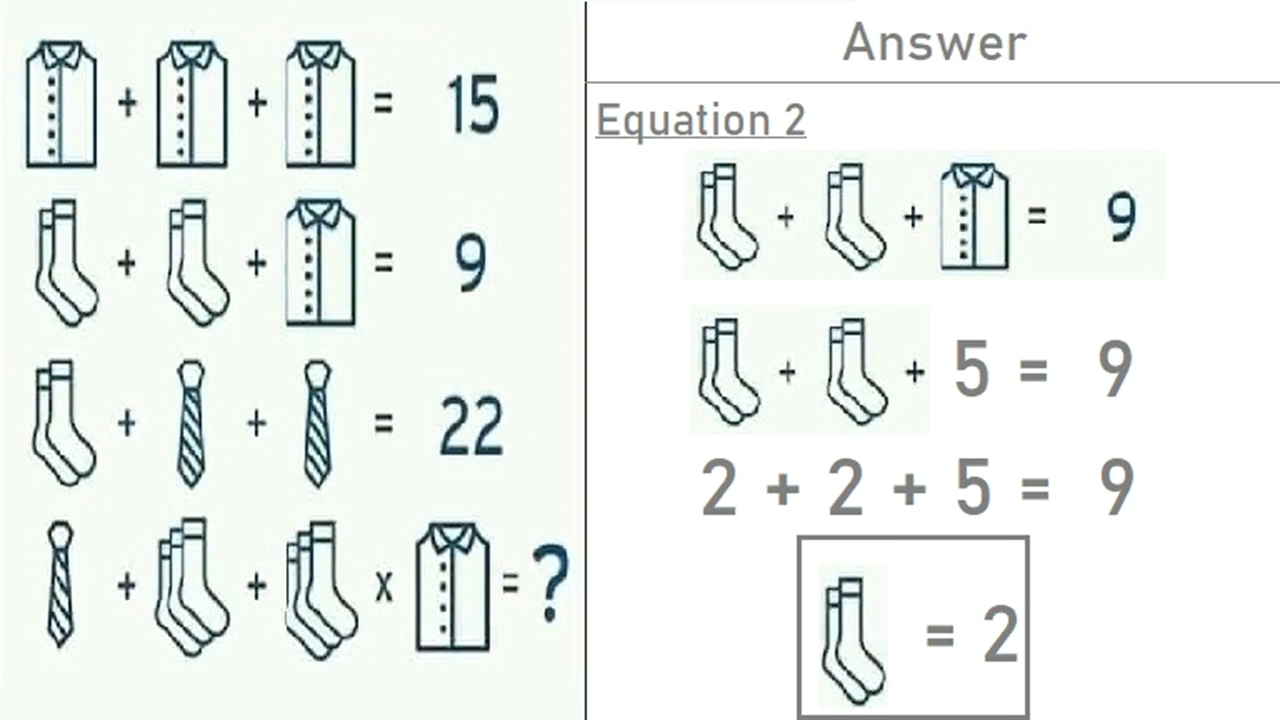 + + = 15
+ + = 9
+ + = 22
+ + x = ?
Answer
Equation 2
+ + = 9
+ + 5 = 9
2 + 2 + 5 = 9
= 2